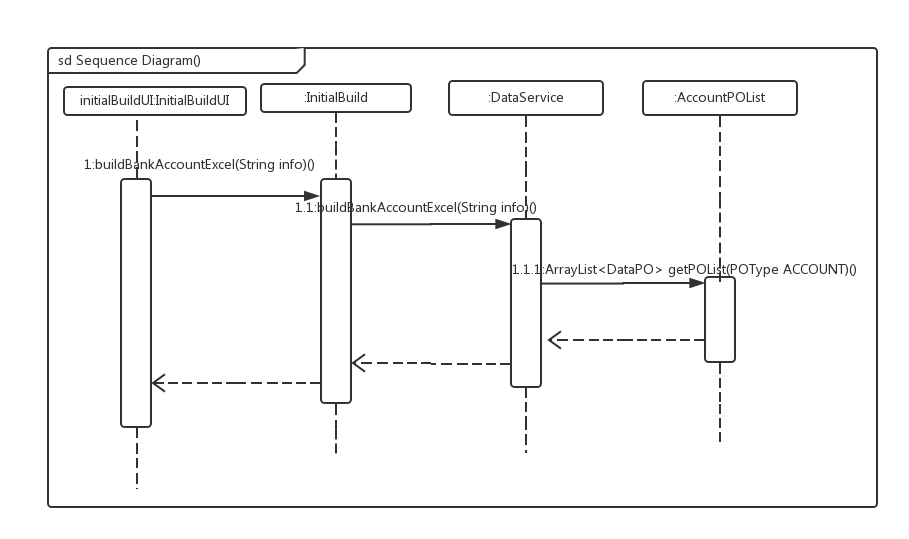 sd Sequence Diagram()
initialBuildUI:InitialBuildUI
:InitialBuild
:DataService
:AccountPOList
1:buildBankAccountExcel(String info)()
1.1:buildBankAccountExcel(String info)()
1.1.1:ArrayList<DataPO> getPOList(POType ACCOUNT)()